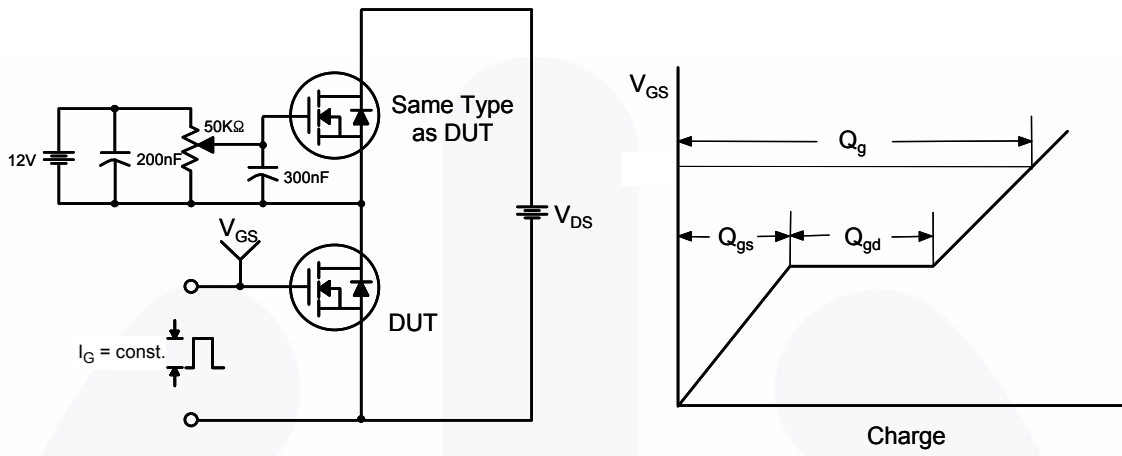 12V
200nF
50KΩ
300nF
Same Type
as DUT
V_DS
V_GS
DUT
I_G = const.
V_GS
Q_g
Q_gs
Q_gd
Charge